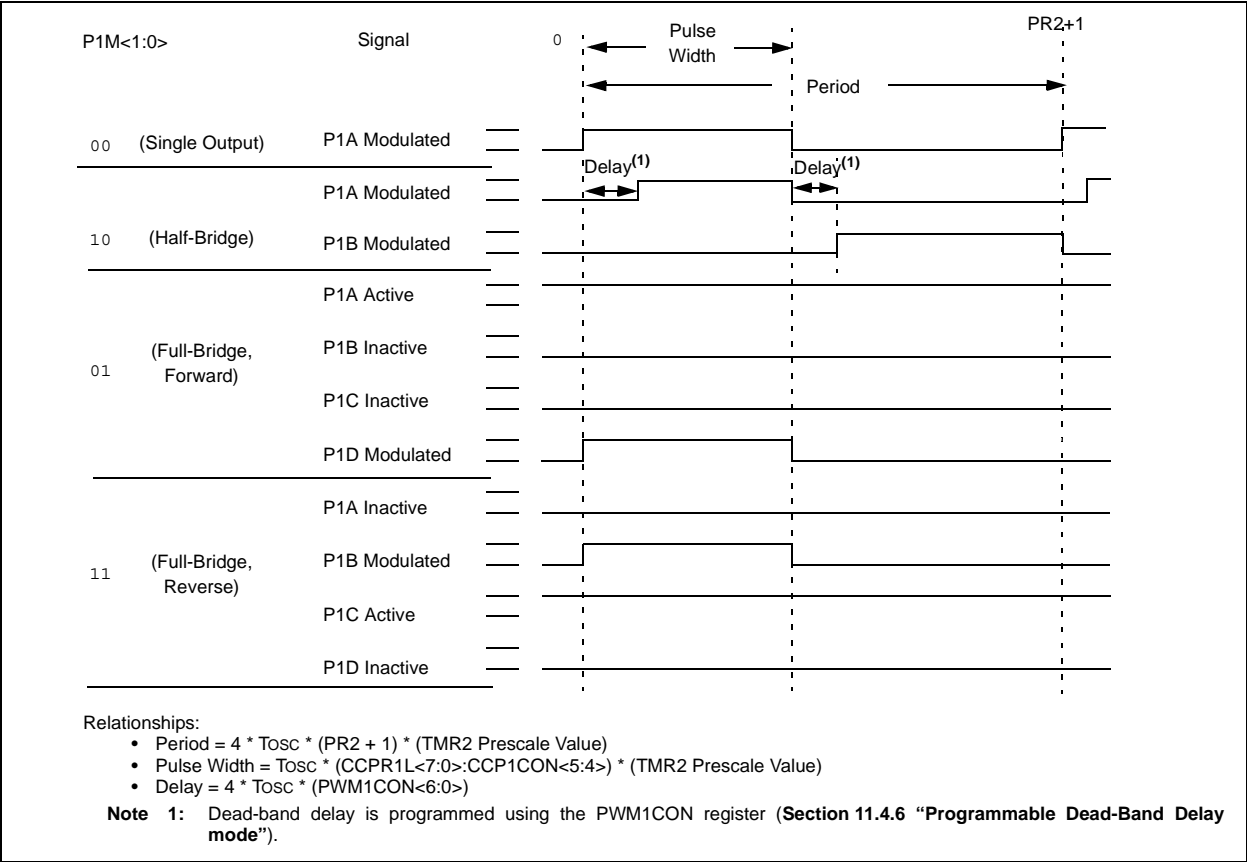 P1M<1:0> Signal 0 Pulse Width PR2+1
Period
00 (Single Output) P1A Modulated
Delay(1) Delay(1)
P1A Modulated
10 (Half-Bridge) P1B Modulated
P1A Active
P1B Inactive
01 (Full-Bridge, Forward)
P1C Inactive
P1D Modulated
P1A Inactive
P1B Modulated
11 (Full-Bridge, Reverse)
P1C Active
P1D Inactive
Relationships:
• Period = 4 * TOSC * (PR2 + 1) * (TMR2 Prescale Value)
• Pulse Width = TOSC * (CCPR1L<7:0>:CCP1CON<5:4>) * (TMR2 Prescale Value)
• Delay = 4 * TOSC * (PWM1CON<6:0>)
Note 1: Dead-band delay is programmed using the PWM1CON register (Section 11.4.6 “Programmable Dead-Band Delay
mode”).